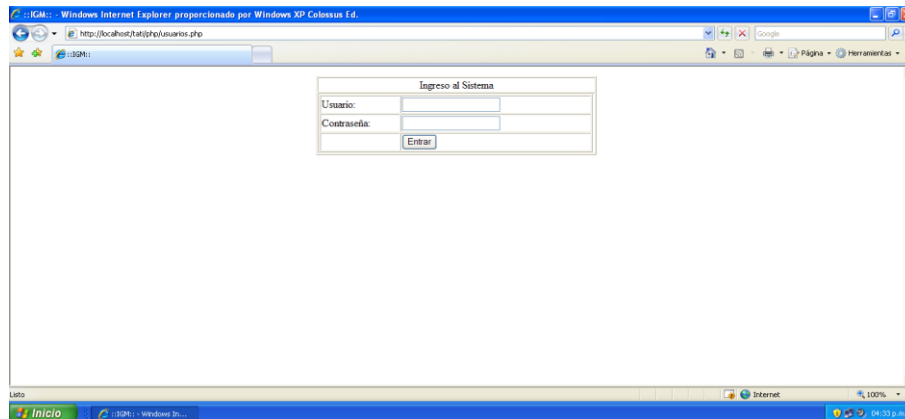 ::IGM:: - Windows Internet Explorer proporcionado por Windows XP Colossus Ed.
http://localhost/tati/php/usuarios.php
Google
::IGM::
Página
Herramientas
Ingreso al Sistema
Usuario:
Contraseña:
Entrar
Listo
Internet
100%
Inicio
::IGM:: - Windows In...
04:33 p.m.